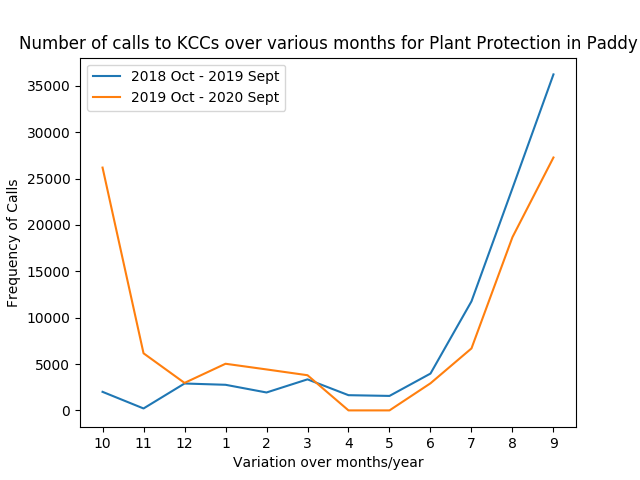 Number of calls to KCCs over various months for Plant Protection in Paddy
2018 Oct - 2019 Sept
2019 Oct - 2020 Sept
35000
30000
25000
20000
15000
10000
5000
0
Frequency of Calls
10 11 12 1 2 3 4 5 6 7 8 9
Variation over months/year